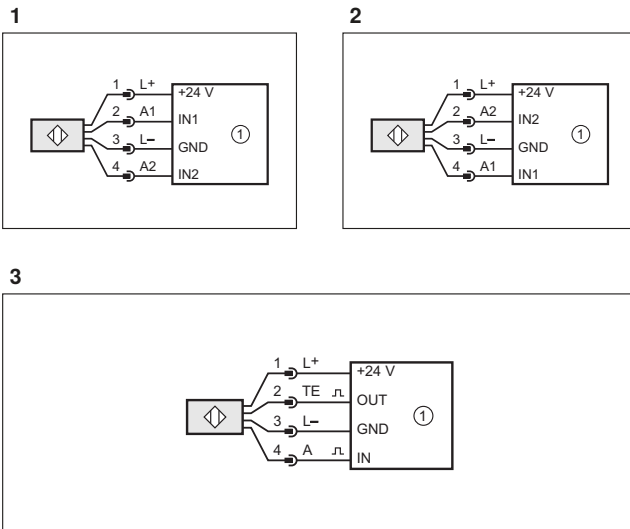 1
1 L+ +24 V
2 A1 IN1
3 L– GND
4 A2 IN2
①
2
1 L+ +24 V
2 A2 IN2
3 L– GND
4 A1 IN1
①
3
1 L+ +24 V
2 TE OUT
3 L– GND
4 A IN
①